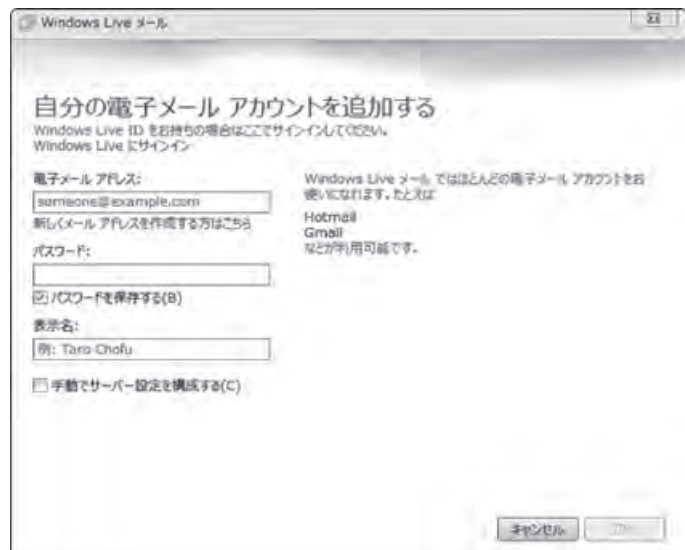 Windows Live メール
自分の電子メール アカウントを追加する
Windows Live ID をお持ちの場合はここでサインインしてください。
Windows Live にサインイン
電子メール アドレス:
someone@example.com
新しくメール アドレスを作成する方はこちら
パスワード:
パスワードを保存する(B)
表示名:
例: Taro Chofu
手動でサーバー設定を構成する(C)
Windows Live メール ではほとんどの電子メール アカウントをお
使いになれます。たとえば
Hotmail
Gmail
などが利用可能です。
キャンセル